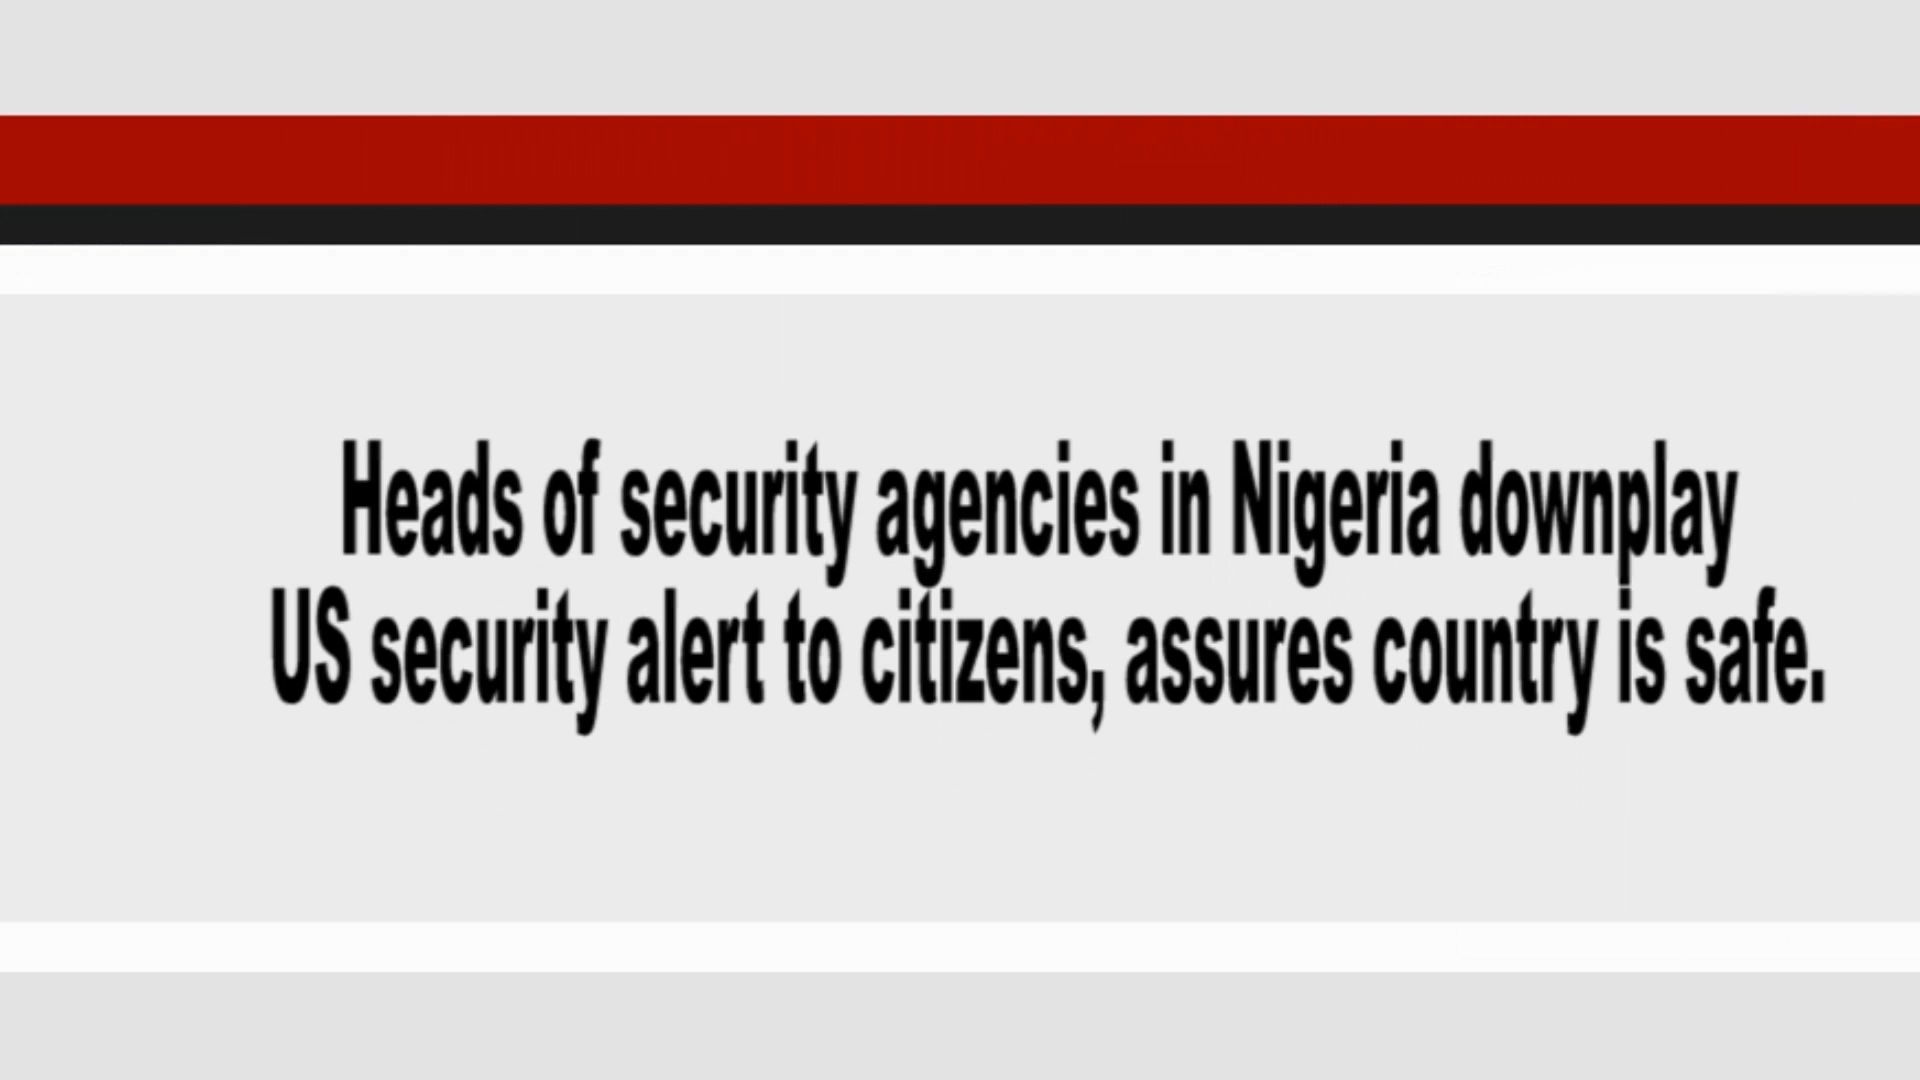 Heads of security agencies in Nigeria downplay
US security alert to citizens, assures country is safe.